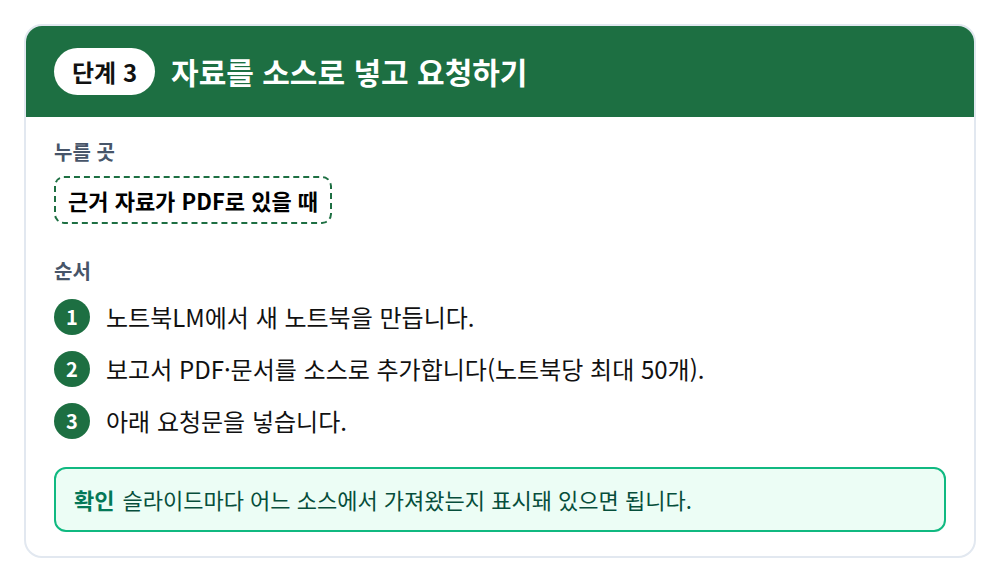 단계 3 자료를 소스로 넣고 요청하기
누를 곳
근거 자료가 PDF로 있을 때
순서
1 노트북LM에서 새 노트북을 만듭니다.
2 보고서 PDF·문서를 소스로 추가합니다(노트북당 최대 50개).
3 아래 요청문을 넣습니다.
확인 슬라이드마다 어느 소스에서 가져왔는지 표시돼 있으면 됩니다.